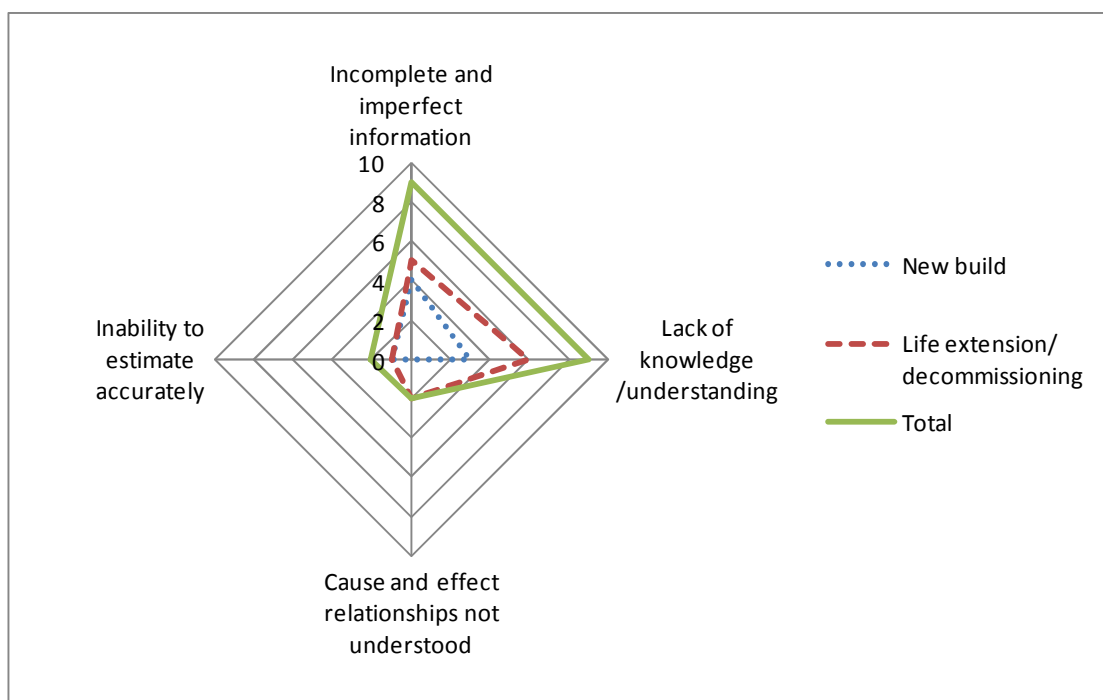 Incomplete and
imperfect
information
10
8
6
4
2
0
Inability to
estimate
accurately
Lack of
knowledge
/understanding
Cause and effect
relationships not
understood
New build
Life extension/
decommissioning
Total